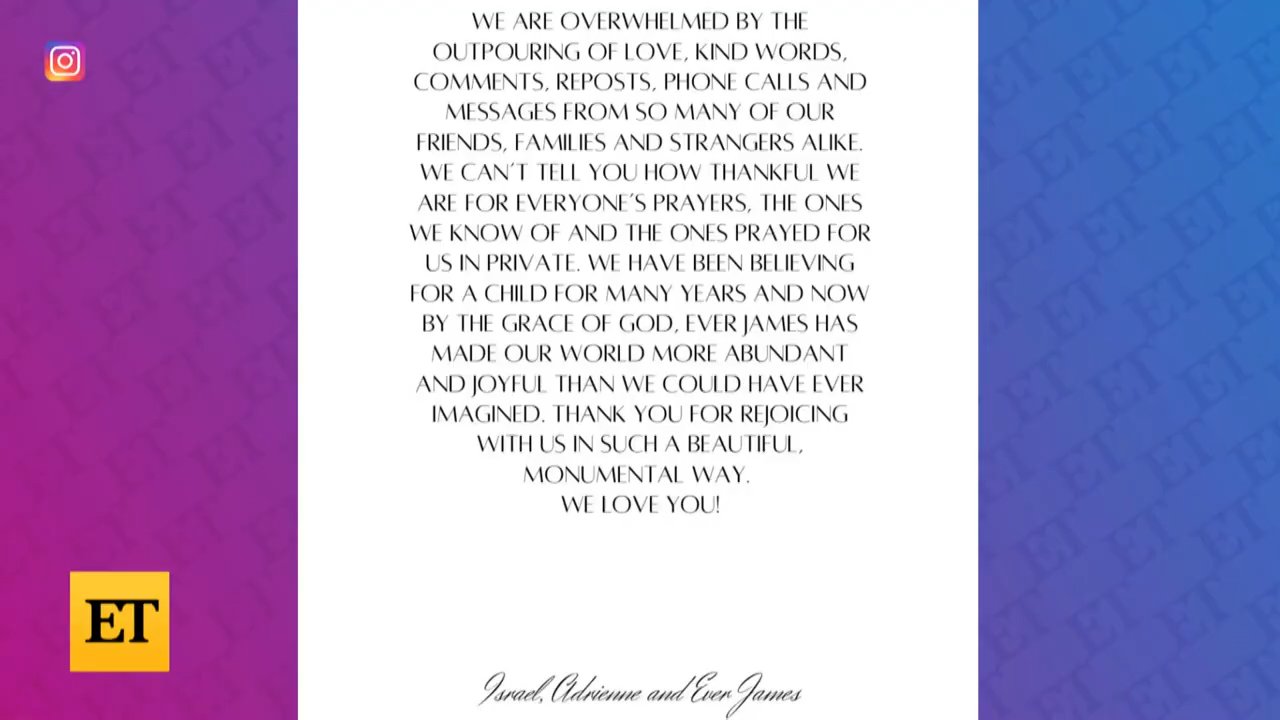 WE ARE OVERWHELMED BY THE
OUTPOURING OF LOVE, KIND WORDS,
COMMENTS, REPOSTS, PHONE CALLS AND
MESSAGES FROM SO MANY OF OUR
FRIENDS, FAMILIES AND STRANGERS ALIKE.
WE CAN'T TELL YOU HOW THANKFUL WE
ARE FOR EVERYONE'S PRAYERS, THE ONES
WE KNOW OF AND THE ONES PRAYED FOR
US IN PRIVATE. WE HAVE BEEN BELIEVING
FOR A CHILD FOR MANY YEARS AND NOW
BY THE GRACE OF GOD, EVER JAMES HAS
MADE OUR WORLD MORE ABUNDANT
AND JOYFUL THAN WE COULD HAVE EVER
IMAGINED. THANK YOU FOR REJOICING
WITH US IN SUCH A BEAUTIFUL,
MONUMENTAL WAY.
WE LOVE YOU!
ET
Israel, Adrienne and Ever James